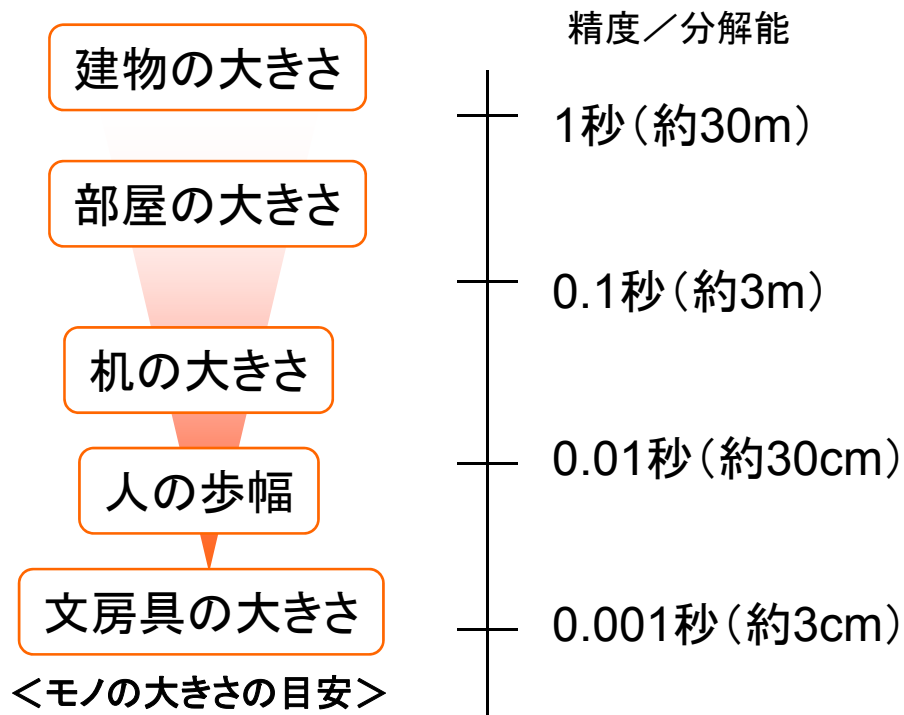 精度／分解能
建物の大きさ
1秒（約30m）
部屋の大きさ
0.1秒（約3m）
机の大きさ
0.01秒（約30cm）
人の歩幅
文房具の大きさ
0.001秒（約3cm）
＜モノの大きさの目安＞